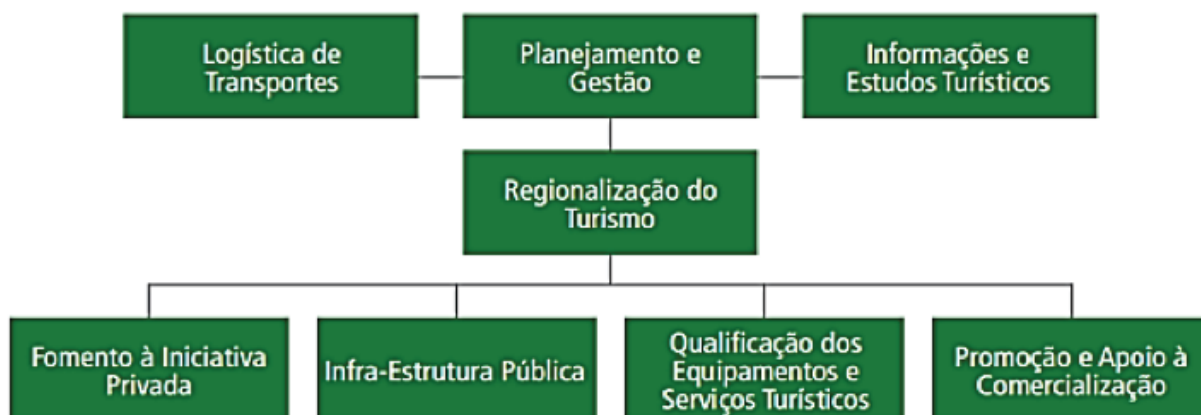 Logística de
Transportes
Planejamento e
Gestão
Informações e
Estudos Turísticos
Regionalização do
Turismo
Fomento à Iniciativa
Privada
Infra-Estrutura Pública
Qualificação dos
Equipamentos e
Serviços Turísticos
Promoção e Apoio à
Comercialização